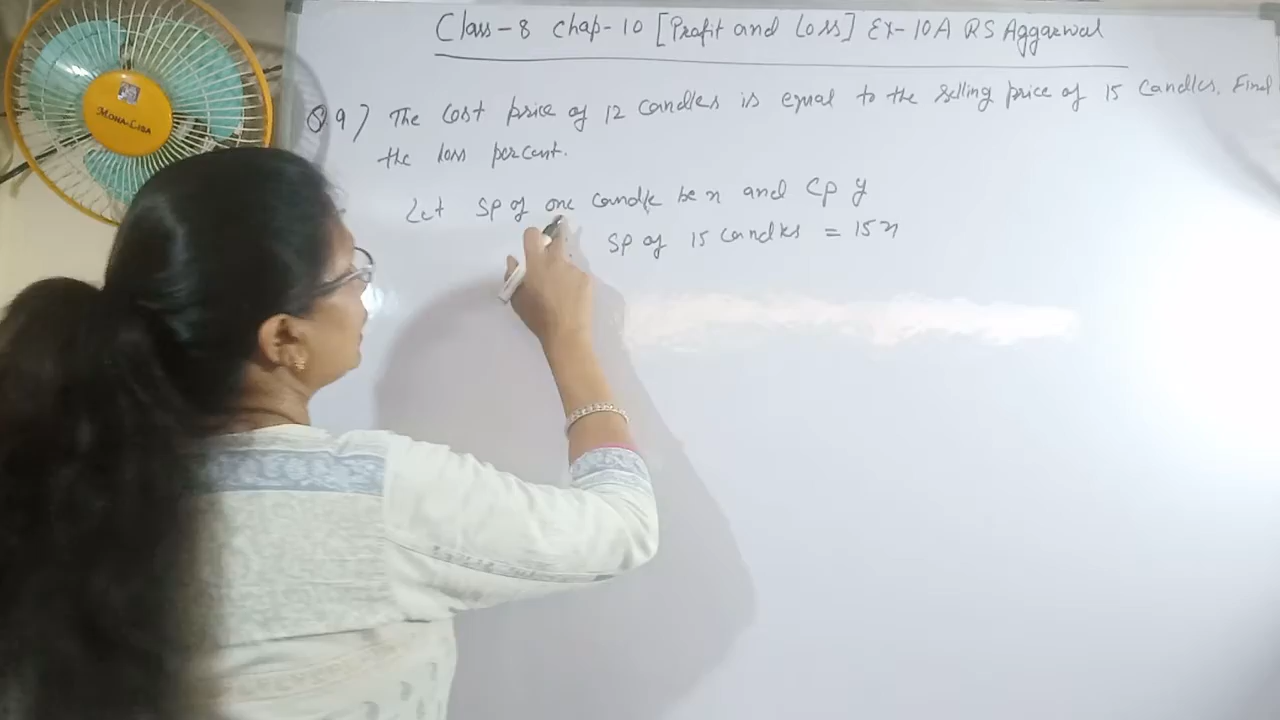 Class-8 Chap-10 [Profit and Loss] Ex-10A RS Aggarwal
Q9) The cost price of 12 candles is equal to the selling price of 15 candles. Find
the loss percent.
Let SP of one candle be x and CP y
SP of 15 candles = 15x
MONA-LISA